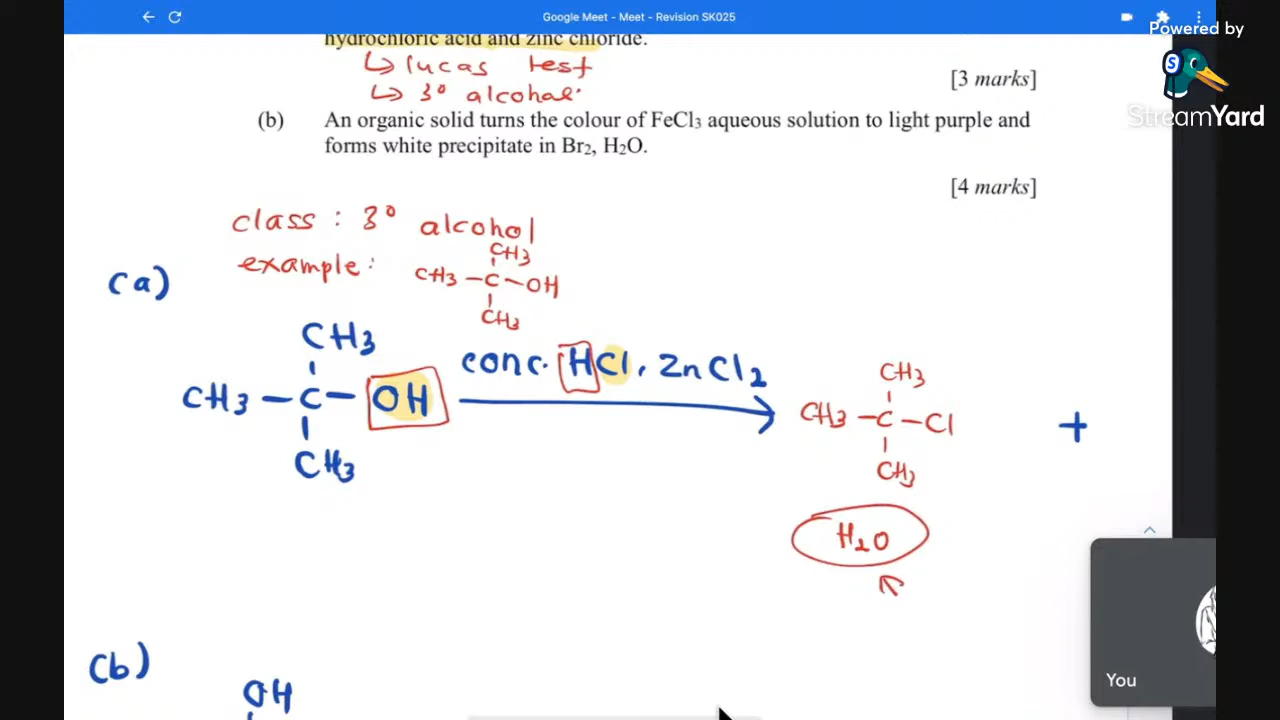 Google Meet - Meet - Revision SK025
Powered by
StreamYard
hydrochloric acid and zinc chloride.
↳ lucas test
[3 marks]
↳ 3° alcohol.
(b) An organic solid turns the colour of FeCl3 aqueous solution to light purple and
forms white precipitate in Br2, H2O.
[4 marks]
class : 3° alcohol
example :
CH3
CH3 – C – OH
CH3
(a)
CH3
CH3 – C – OH
CH3
conc. HCl, ZnCl2
CH3
CH3 – C – Cl
CH3
+
H2O
(b)
OH
You